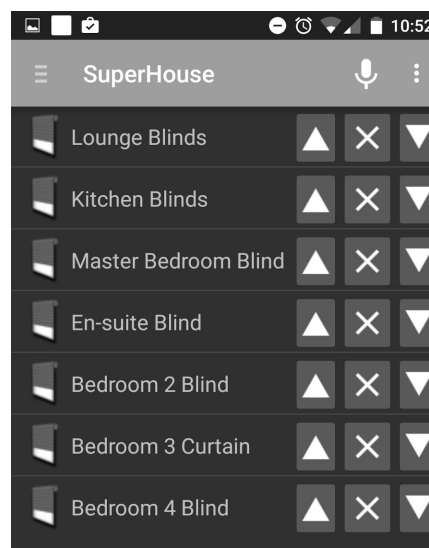 10:52
SuperHouse
Lounge Blinds
Kitchen Blinds
Master Bedroom Blind
En-suite Blind
Bedroom 2 Blind
Bedroom 3 Curtain
Bedroom 4 Blind